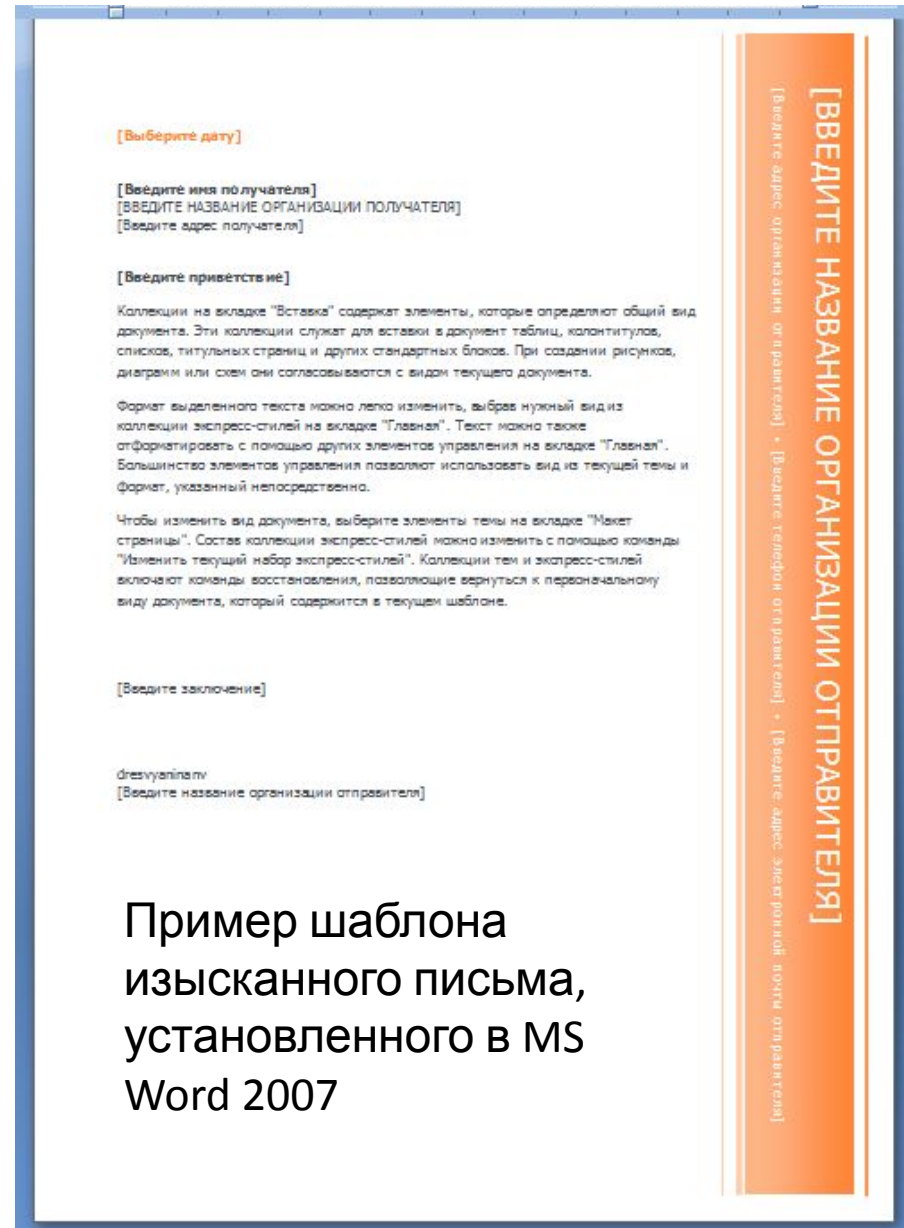 [Выберите дату]
[Введите имя получателя]
[ВВЕДИТЕ НАЗВАНИЕ ОРГАНИЗАЦИИ ПОЛУЧАТЕЛЯ]
[Введите адрес получателя]
[Введите приветствие]
Коллекции на вкладке "Вставка" содержат элементы, которые определяют общий вид
документа. Эти коллекции служат для вставки в документ таблиц, колонтитулов,
списков, титульных страниц и других стандартных блоков. При создании рисунков,
диаграмм или схем они согласовываются с видом текущего документа.
Формат выделенного текста можно легко изменить, выбрав нужный вид из
коллекции экспресс-стилей на вкладке "Главная". Текст можно также
отформатировать с помощью других элементов управления на вкладке "Главная".
Большинство элементов управления позволяют использовать вид из текущей темы и
формат, указанный непосредственно.
Чтобы изменить вид документа, выберите элементы темы на вкладке "Макет
страницы". Состав коллекции экспресс-стилей можно изменить с помощью команды
"Изменить текущий набор экспресс-стилей". Коллекции тем и экспресс-стилей
включают команды восстановления, позволяющие вернуться к первоначальному
виду документа, который содержится в текущем шаблоне.
[Введите заключение]
dresvyaninanv
[Введите название организации отправителя]
Пример шаблона
изысканного письма,
установленного в MS
Word 2007
[ВВЕДИТЕ НАЗВАНИЕ ОРГАНИЗАЦИИ ОТПРАВИТЕЛЯ]
[Введите адрес организации отправителя] • [Введите телефон отправителя] • [Введите адрес электронной почты отправителя]